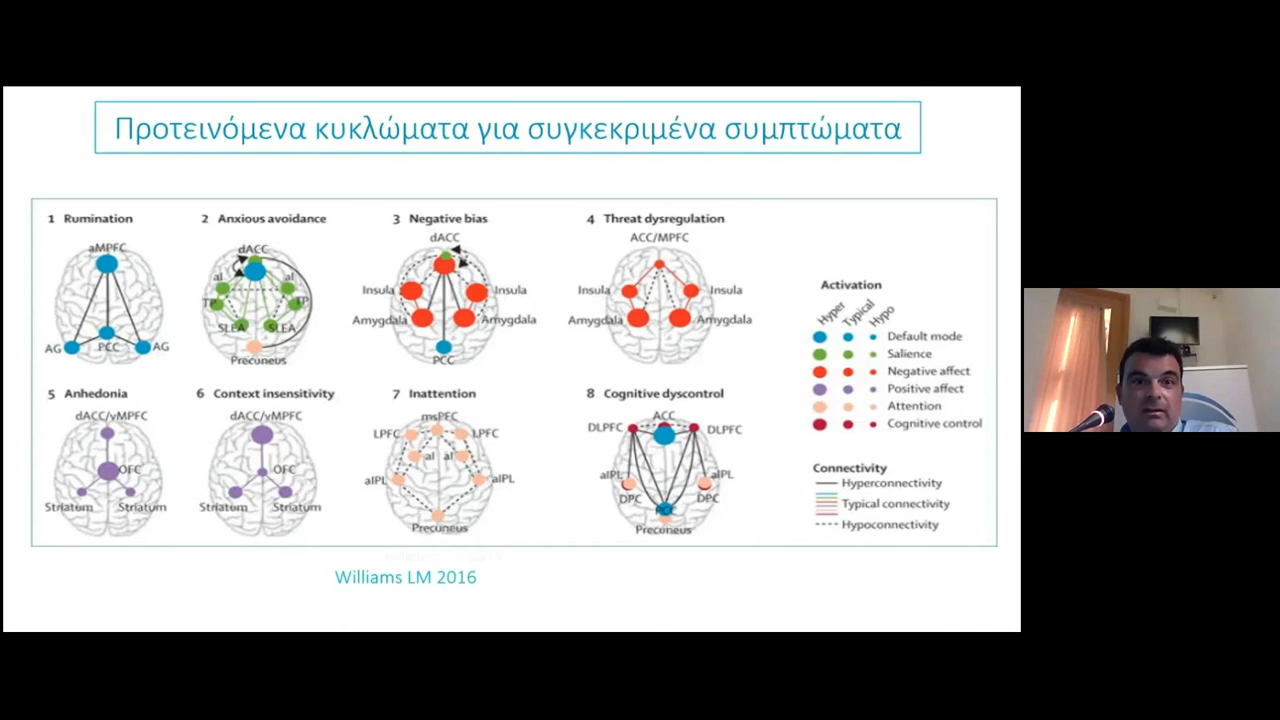 Προτεινόμενα κυκλώματα για συγκεκριμένα συμπτώματα
1 Rumination
aMPFC
AG
PCC
AG
2 Anxious avoidance
dACC
aI
aI
TP
TP
SLEA
SLEA
Precuneus
3 Negative bias
dACC
Insula
Insula
Amygdala
Amygdala
PCC
4 Threat dysregulation
ACC/MPFC
Insula
Insula
Amygdala
Amygdala
5 Anhedonia
dACC/vMPFC
OFC
Striatum
Striatum
6 Context insensitivity
dACC/vMPFC
OFC
Striatum
Striatum
7 Inattention
msPFC
LPFC
LPFC
aI
aI
aIPL
aIPL
Precuneus
8 Cognitive dyscontrol
ACC
DLPFC
DLPFC
aIPL
aIPL
DPC
DPC
PCC
Precuneus
Activation
Hyper
Typical
Hypo
Default mode
Salience
Negative affect
Positive affect
Attention
Cognitive control
Connectivity
Hyperconnectivity
Typical connectivity
Hypoconnectivity
Williams LM 2016